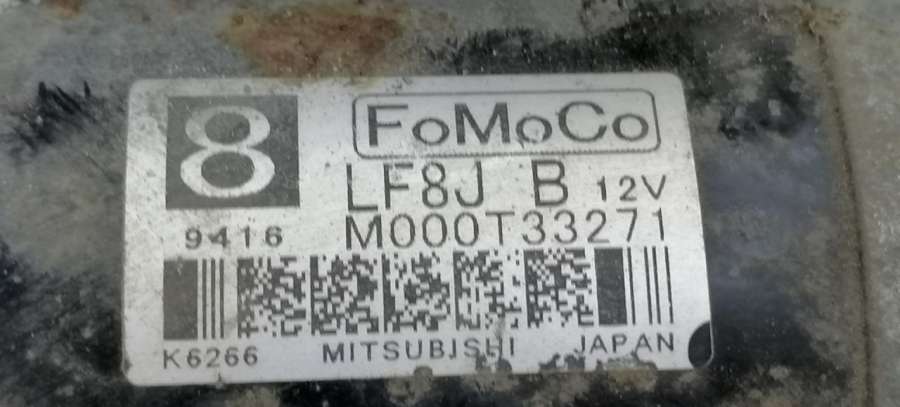 8
FoMoCo
LF8J B 12V
9416 M000T33271
K6266 MITSUBISHI JAPAN